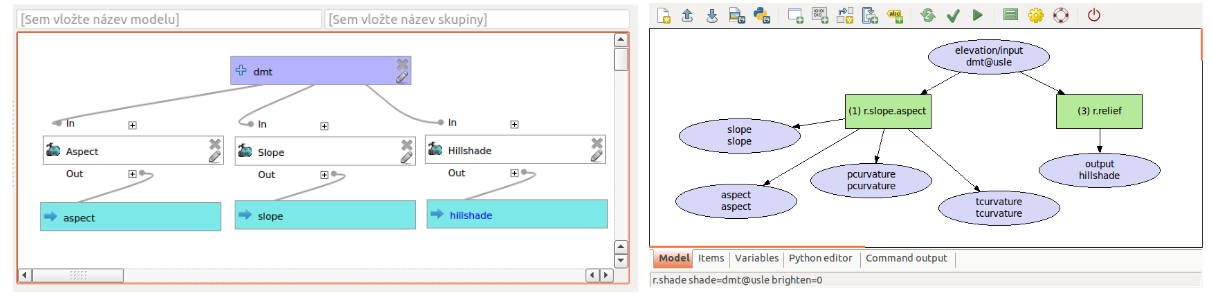 [Sem vložte název modelu]
[Sem vložte název skupiny]
dmt
In
In
In
Aspect
Slope
Hillshade
Out
Out
Out
aspect
slope
hillshade
abc
elevation/input
dmt@usle
(1) r.slope.aspect
(3) r.relief
slope
slope
output
hillshade
pcurvature
pcurvature
aspect
aspect
tcurvature
tcurvature
Model
Items
Variables
Python editor
Command output
r.shade shade=dmt@usle brighten=0